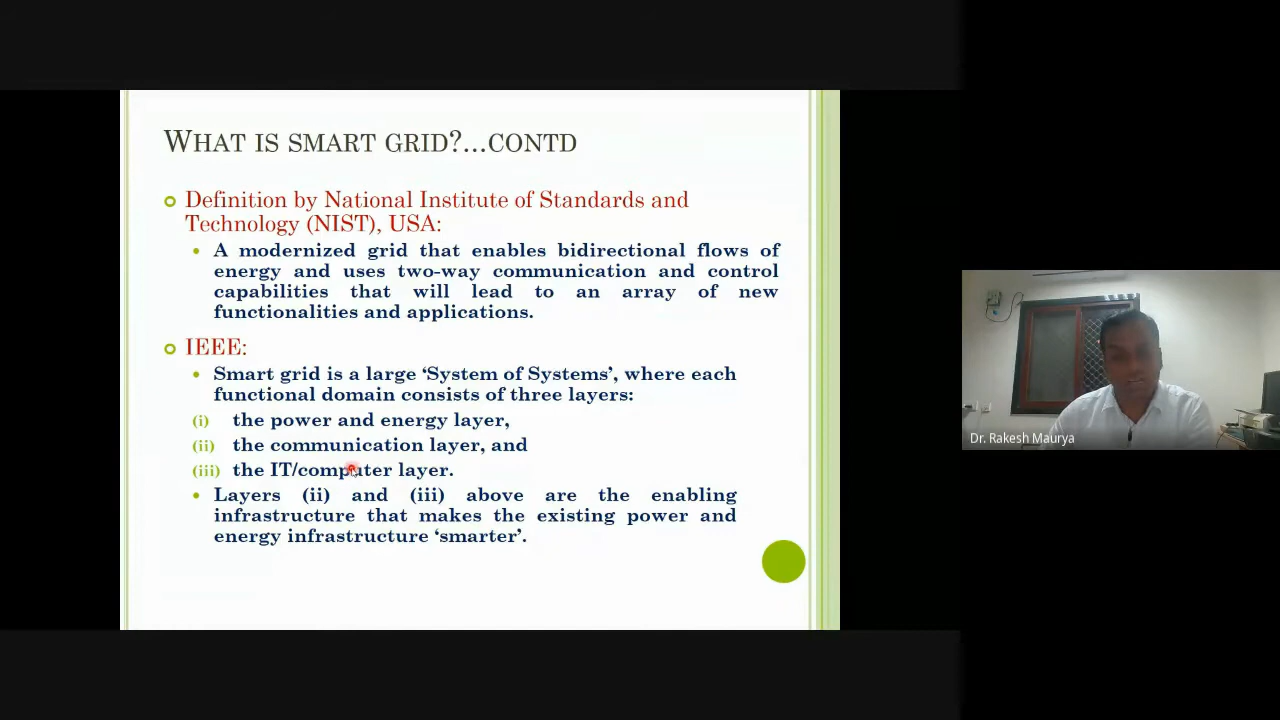 WHAT IS SMART GRID?...CONTD
Definition by National Institute of Standards and
Technology (NIST), USA:
A modernized grid that enables bidirectional flows of
energy and uses two-way communication and control
capabilities that will lead to an array of new
functionalities and applications.
IEEE:
Smart grid is a large ‘System of Systems’, where each
functional domain consists of three layers:
(i) the power and energy layer,
(ii) the communication layer, and
(iii) the IT/computer layer.
Layers (ii) and (iii) above are the enabling
infrastructure that makes the existing power and
energy infrastructure ‘smarter’.
Dr. Rakesh Maurya